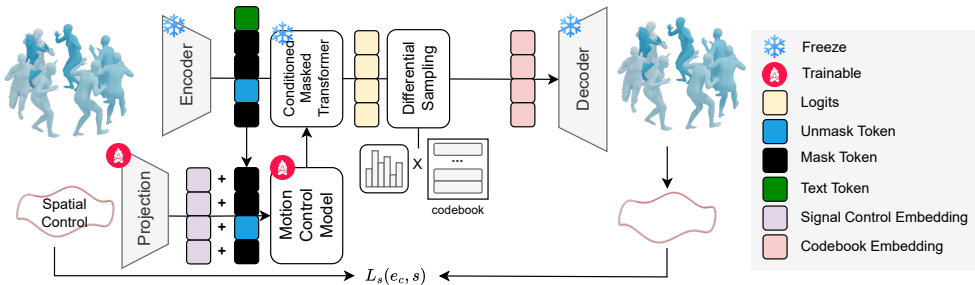 Encoder
Conditioned
Masked
Transformer
Differential
Sampling
Decoder
X
...
codebook
Spatial
Control
Projection
+
+
+
+
Motion
Control
Model
L_s(e_c, s)
Freeze
Trainable
Logits
Unmask Token
Mask Token
Text Token
Signal Control Embedding
Codebook Embedding